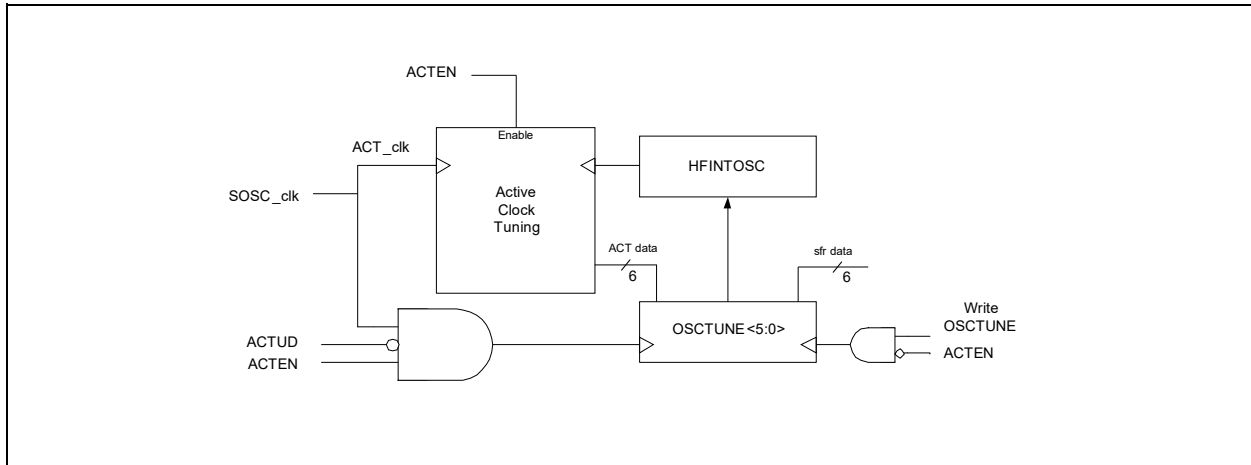 ACTEN
Enable
ACT_clk
HFINTOSC
SOSC_clk
Active
Clock
Tuning
ACT data
6
sfr data
6
Write
OSCTUNE
OSCTUNE<5:0>
ACTUD
ACTEN
ACTEN